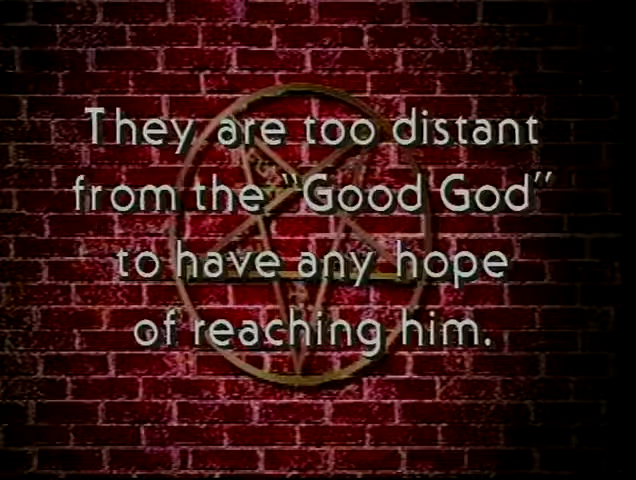 They are too distant
from the "Good God"
to have any hope
of reaching him.